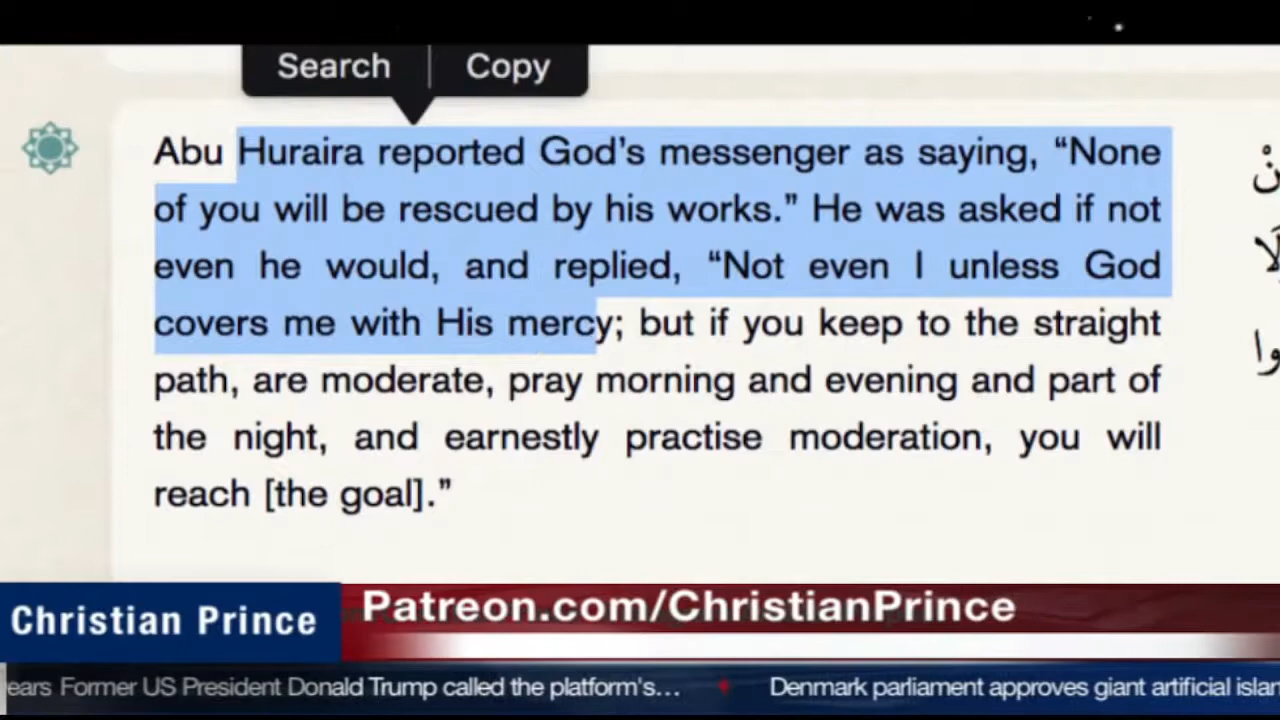 Search Copy
Abu Huraira reported God's messenger as saying, “None
of you will be rescued by his works.” He was asked if not
even he would, and replied, “Not even I unless God
covers me with His mercy; but if you keep to the straight
path, are moderate, pray morning and evening and part of
the night, and earnestly practise moderation, you will
reach [the goal].”
Christian Prince
Patreon.com/ChristianPrince
ears Former US President Donald Trump called the platform's... Denmark parliament approves giant artificial islan